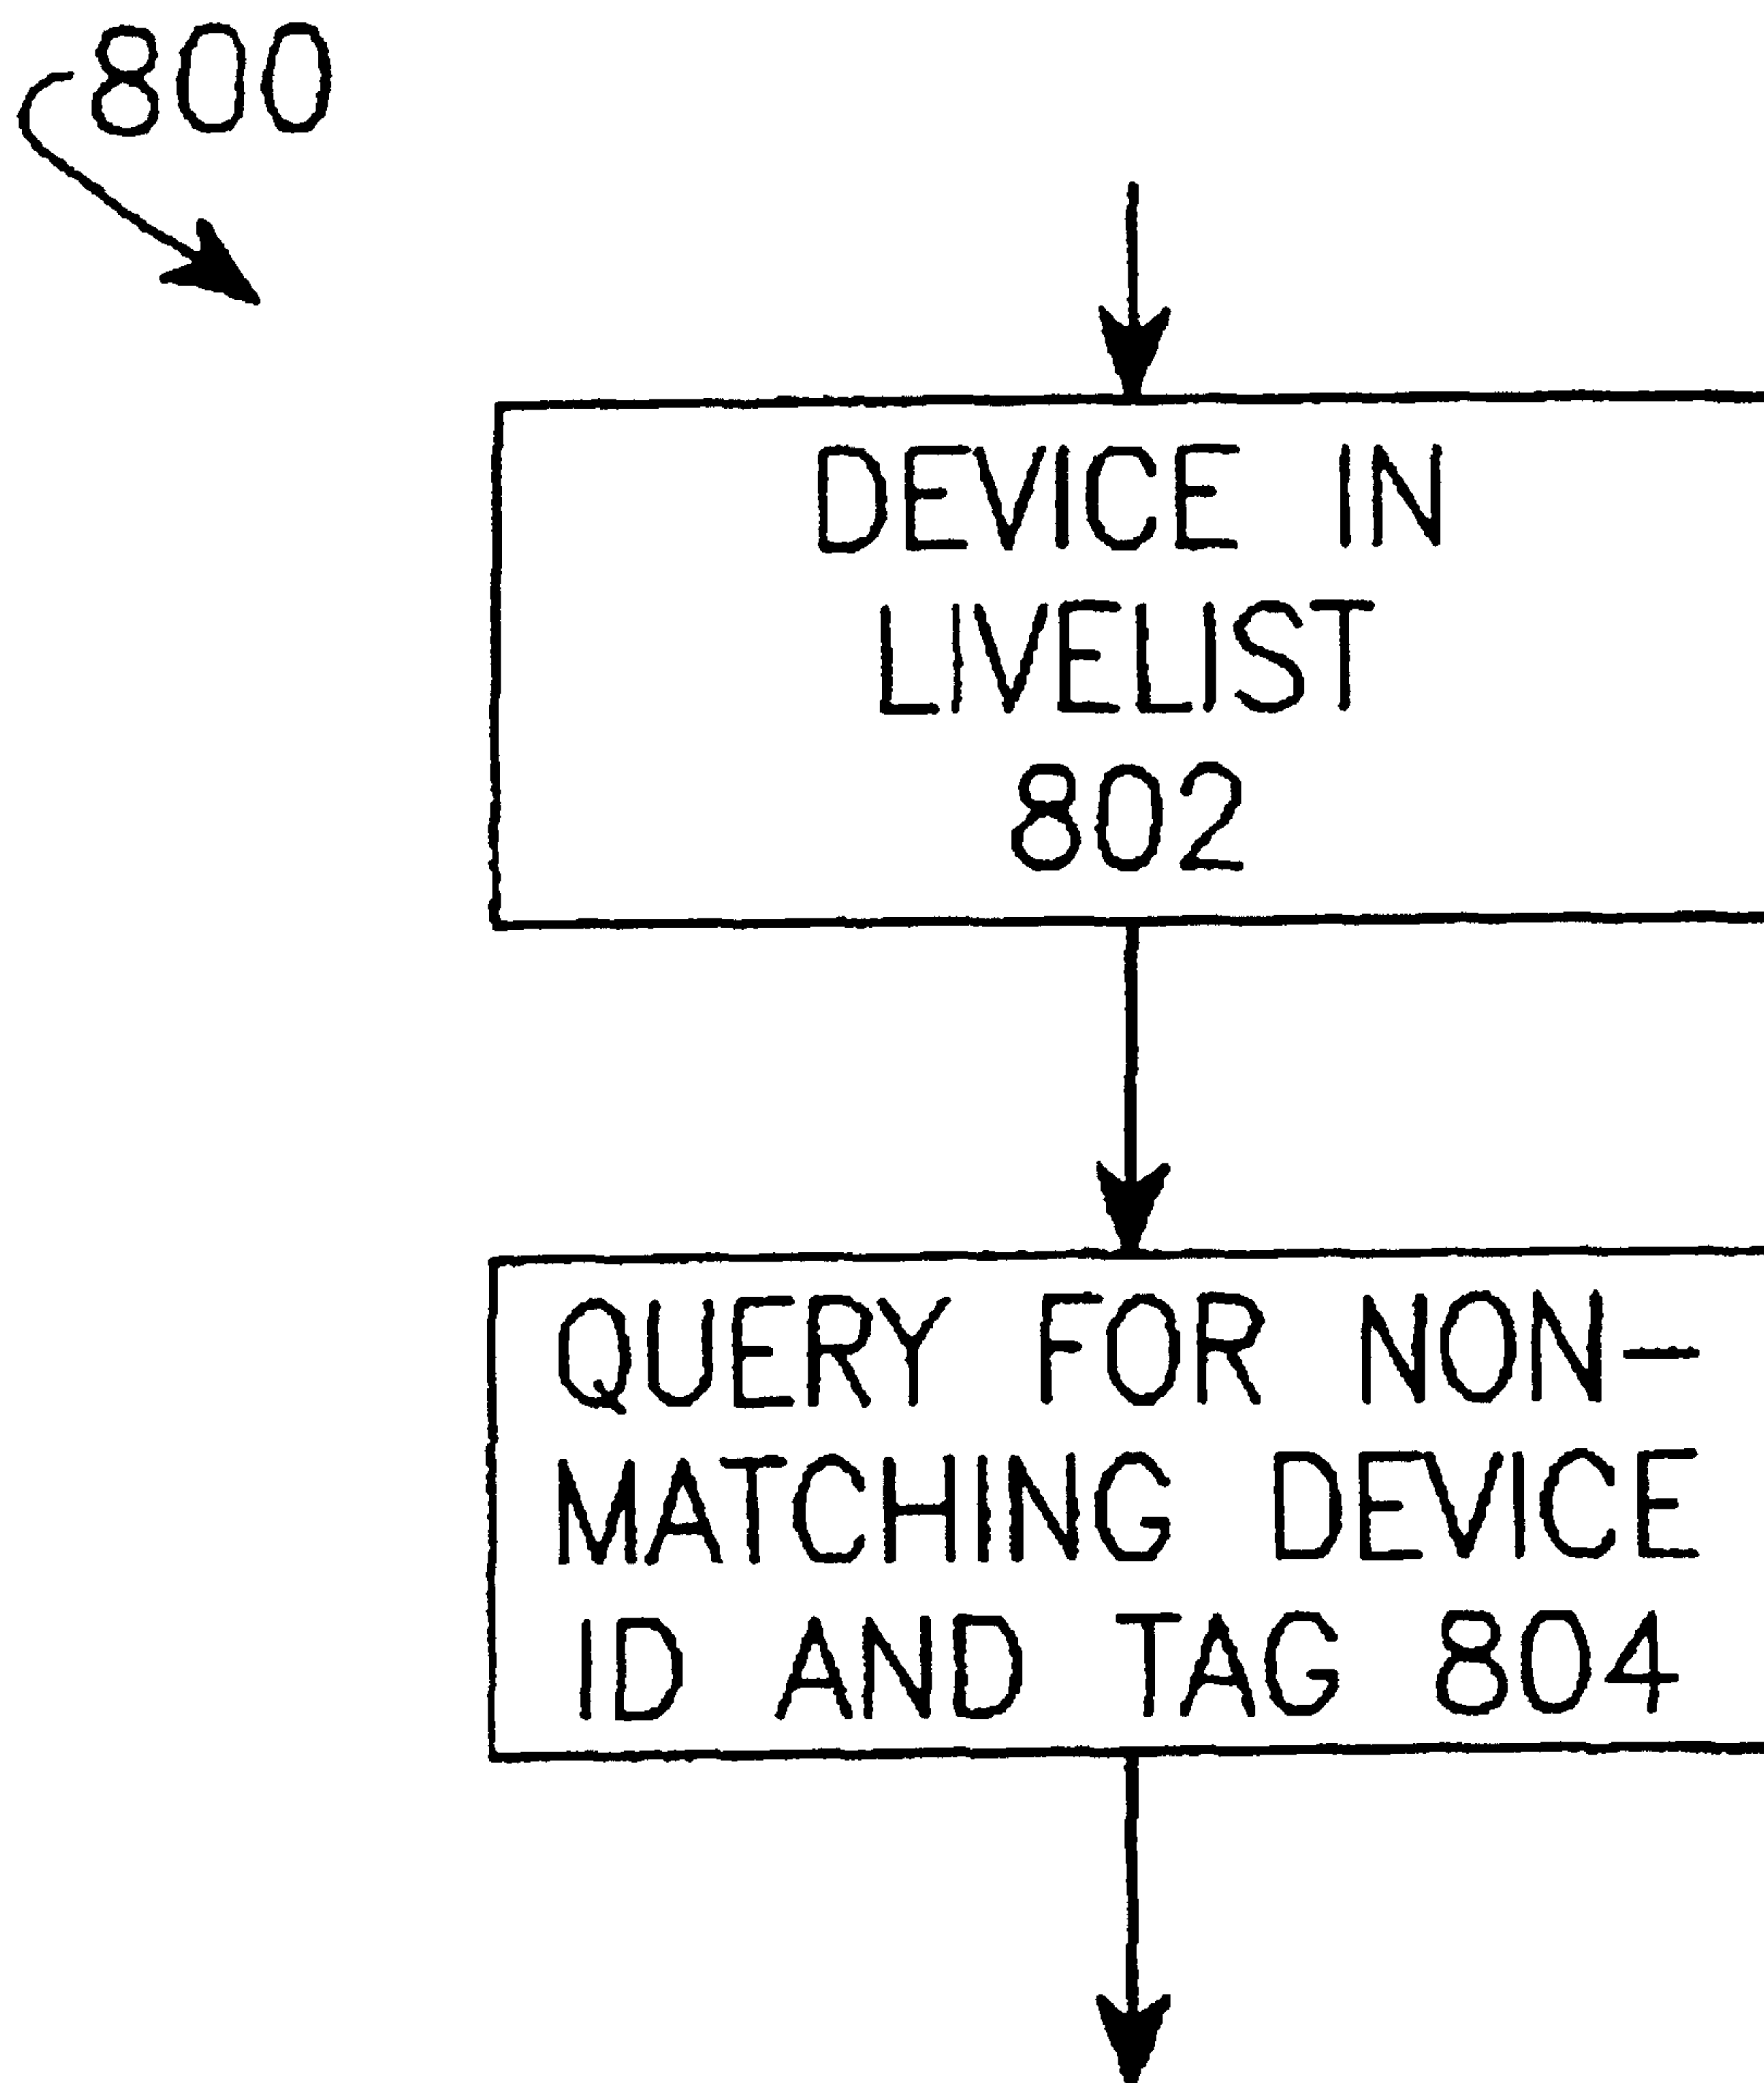 800
DEVICE IN
LIVELIST
802
QUERY FOR NON-
MATCHING DEVICE
ID AND TAG 804